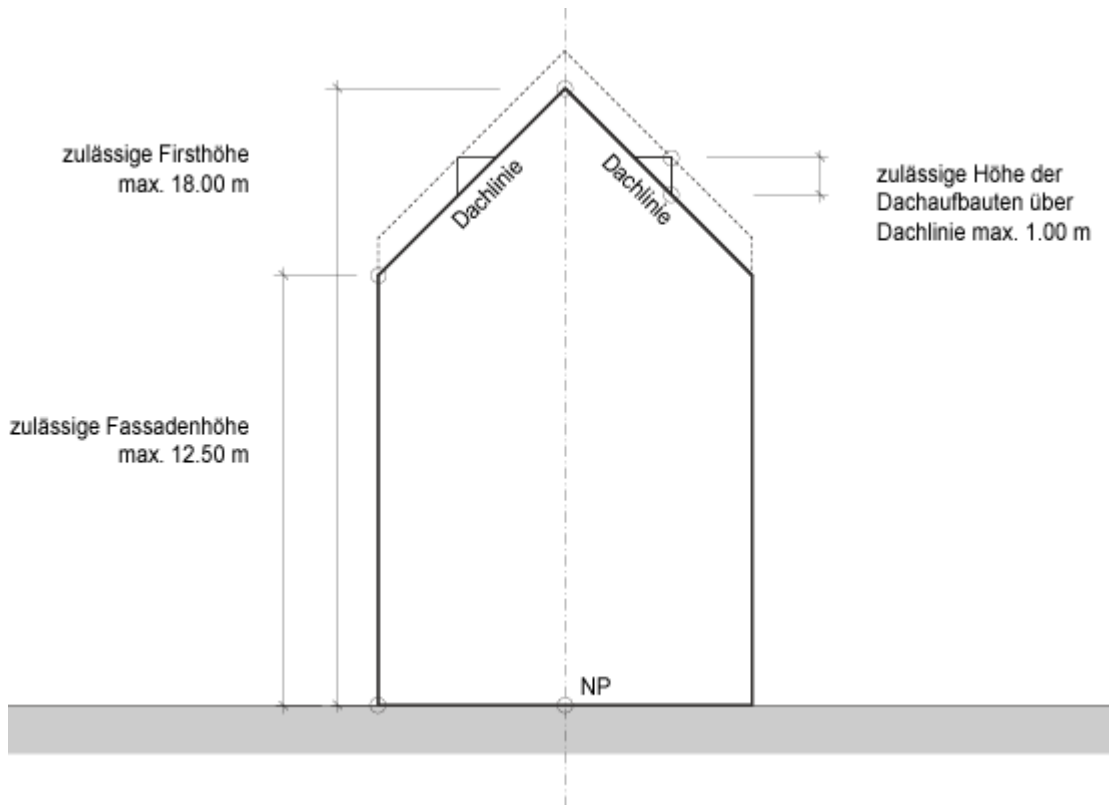 zulässige Firsthöhe
max. 18.00 m
Dachlinie
Dachlinie
zulässige Höhe der
Dachaufbauten über
Dachlinie max. 1.00 m
zulässige Fassadenhöhe
max. 12.50 m
NP